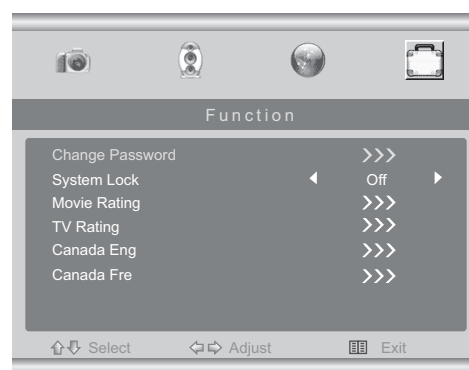 Function
Change Password >>>
System Lock Off
Movie Rating >>>
TV Rating >>>
Canada Eng >>>
Canada Fre >>>
Select Adjust Exit